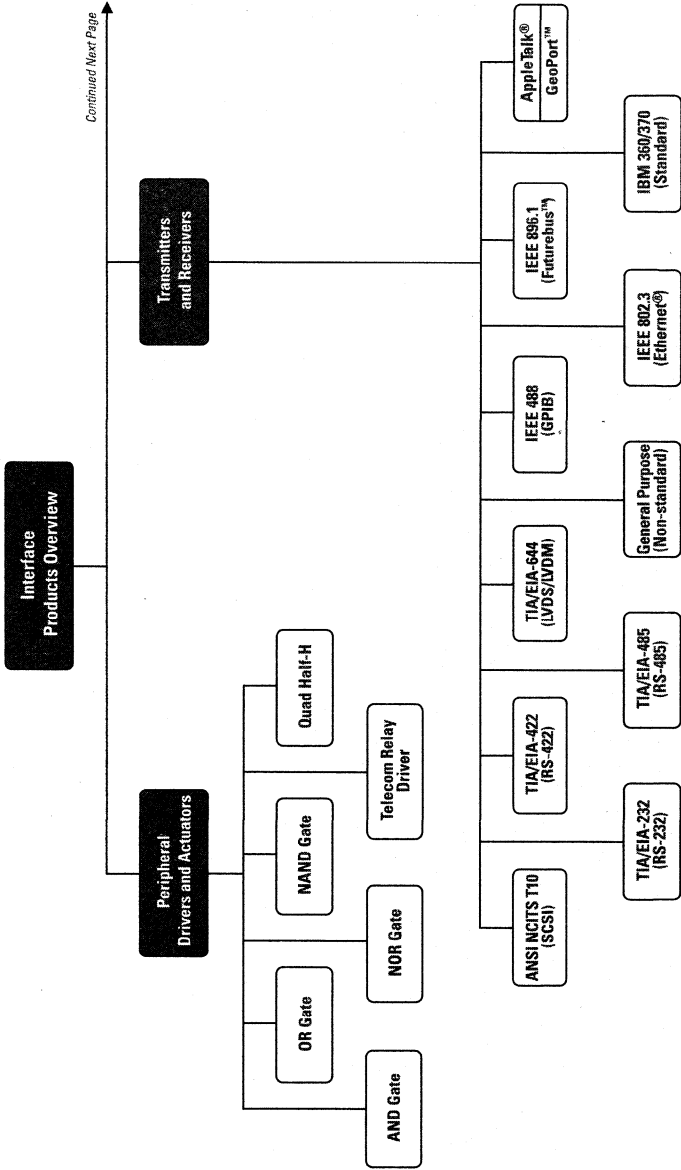 Interface
Products Overview
Continued Next Page
Peripheral
Drivers and Actuators
Transmitters
and Receivers
AND Gate
OR Gate
NOR Gate
NAND Gate
Telecom Relay
Driver
Quad Half-H
ANSI NCITS T10
(SCSI)
TIA/EIA-232
(RS-232)
TIA/EIA-422
(RS-422)
TIA/EIA-485
(RS-485)
TIA/EIA-644
(LVDS/LVDM)
General Purpose
(Non-standard)
IEEE 488
(GPIB)
IEEE 802.3
(Ethernet®)
IEEE 896.1
(Futurebus™)
IBM 360/370
(Standard)
AppleTalk®
GeoPort™